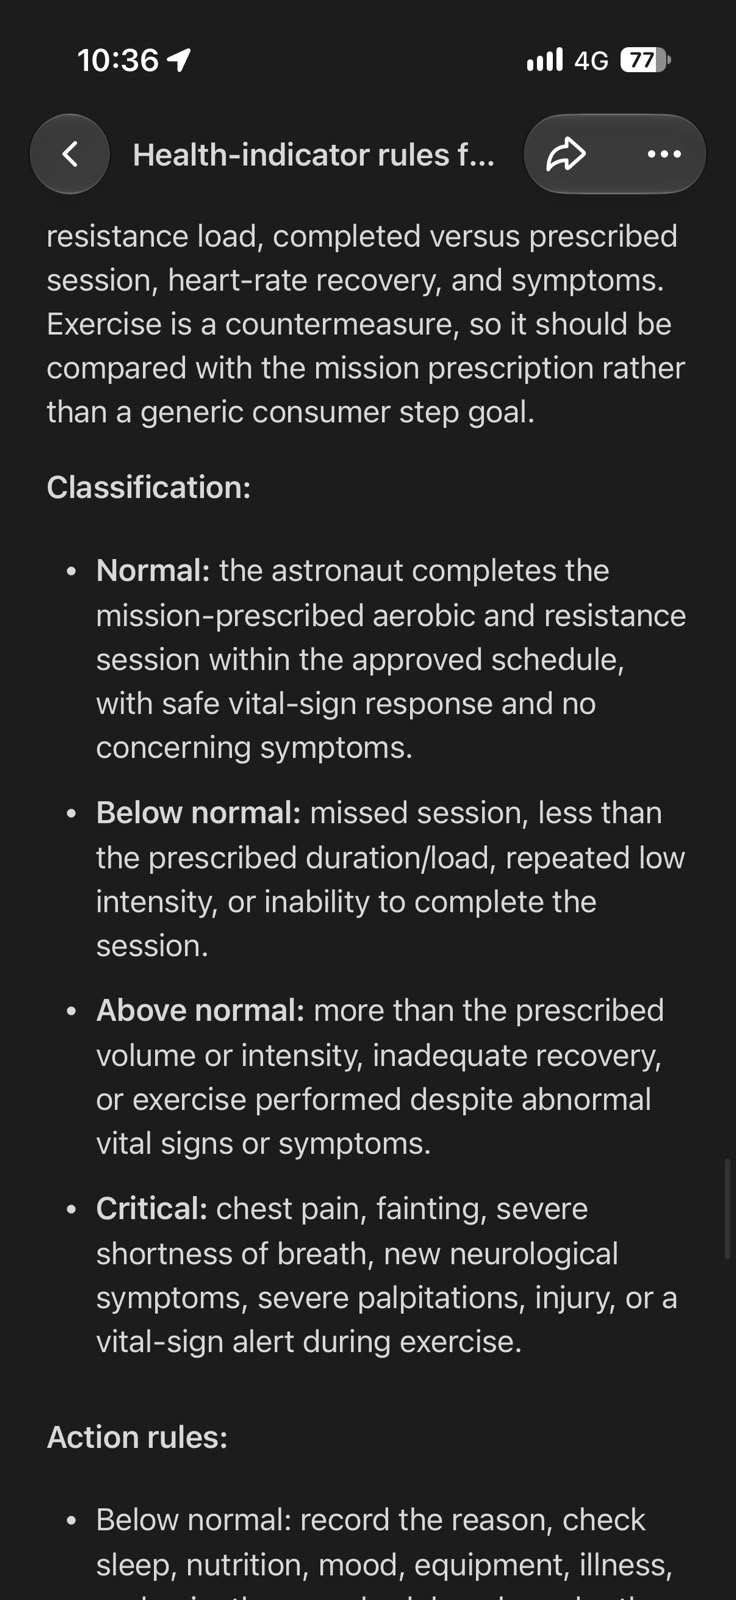 10:36
4G
77
Health-indicator rules f...
resistance load, completed versus prescribed
session, heart-rate recovery, and symptoms.
Exercise is a countermeasure, so it should be
compared with the mission prescription rather
than a generic consumer step goal.
Classification:
• Normal: the astronaut completes the
mission-prescribed aerobic and resistance
session within the approved schedule,
with safe vital-sign response and no
concerning symptoms.
• Below normal: missed session, less than
the prescribed duration/load, repeated low
intensity, or inability to complete the
session.
• Above normal: more than the prescribed
volume or intensity, inadequate recovery,
or exercise performed despite abnormal
vital signs or symptoms.
• Critical: chest pain, fainting, severe
shortness of breath, new neurological
symptoms, severe palpitations, injury, or a
vital-sign alert during exercise.
Action rules:
• Below normal: record the reason, check
sleep, nutrition, mood, equipment, illness,